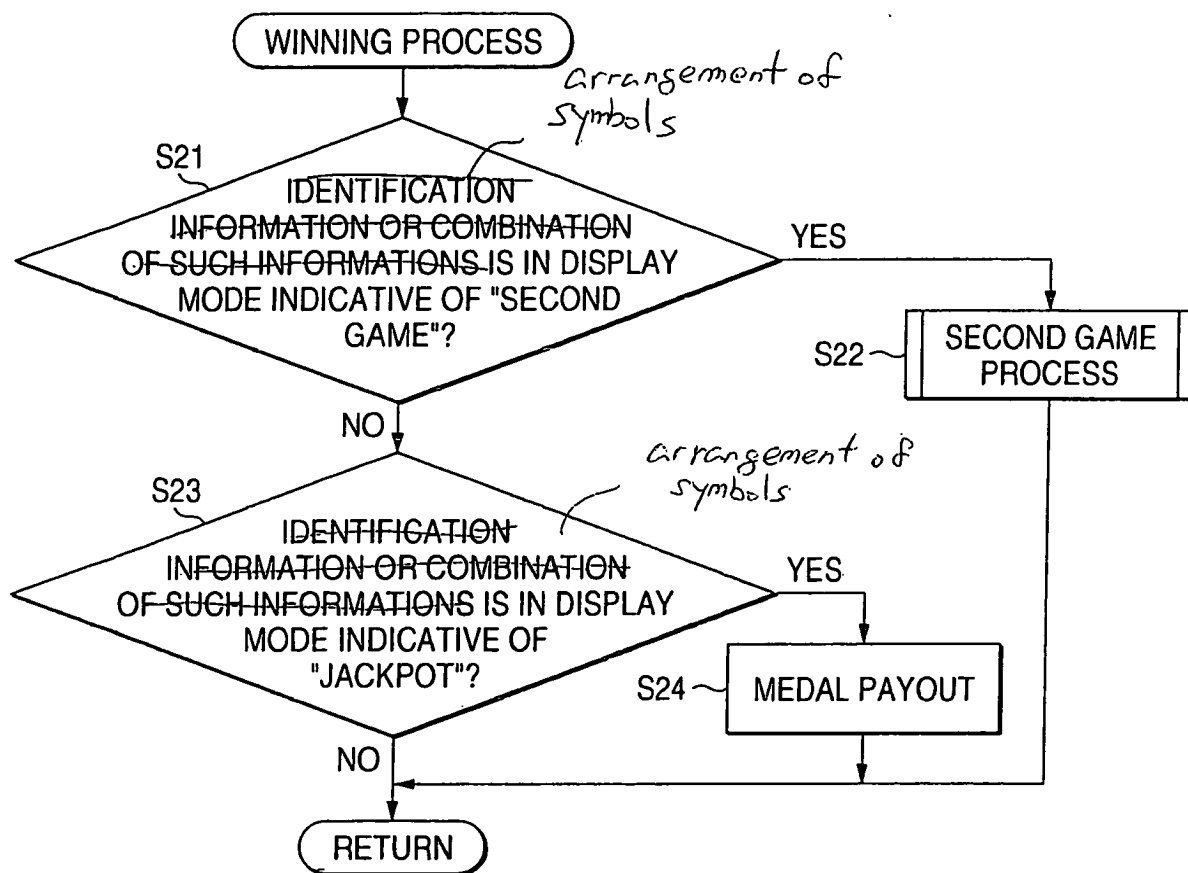 WINNING PROCESS
arrangement of
symbols
S21
IDENTIFICATION
INFORMATION OR COMBINATION
OF SUCH INFORMATIONS IS IN DISPLAY
MODE INDICATIVE OF "SECOND
GAME"?
YES
S22
SECOND GAME
PROCESS
NO
arrangement of
symbols
S23
IDENTIFICATION
INFORMATION OR COMBINATION
OF SUCH INFORMATIONS IS IN DISPLAY
MODE INDICATIVE OF
"JACKPOT"?
YES
S24
MEDAL PAYOUT
NO
RETURN